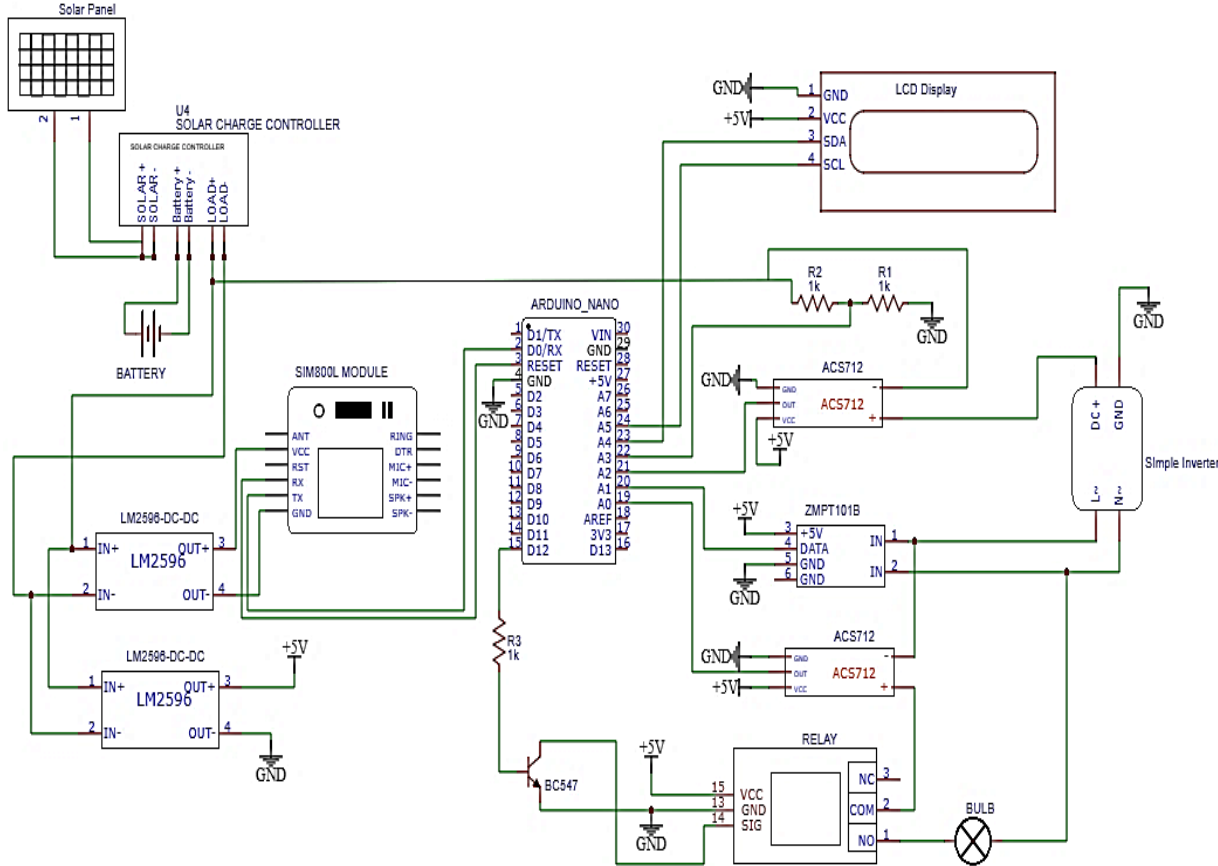 Solar Panel
2
1
U4
SOLAR CHARGE CONTROLLER
SOLAR CHARGE CONTROLLER
SOLAR +
SOLAR -
Battery +
Battery -
LOAD+
LOAD-
BATTERY
LCD Display
GND
1 GND
+5V
2 VCC
3 SDA
4 SCL
R2
1k
R1
1k
GND
GND
ARDUINO_NANO
1 D1/TX
2 D0/RX
3 RESET
4 GND
5 D2
6 D3
7 D4
8 D5
9 D6
10 D7
11 D8
12 D9
13 D10
14 D11
15 D12
VIN 30
GND 29
RESET 28
+5V 27
A7 26
A6 25
A5 24
A4 23
A3 22
A2 21
A1 20
A0 19
AREF 18
3V3 17
D13 16
GND
SIM800L MODULE
ANT
VCC
RST
RX
TX
GND
RING
DTR
MIC+
MIC-
SPK+
SPK-
ACS712
GND
GND
OUT
VCC
ACS712
-
+
+5V
DC +
GND
L~
N~
SImple Inverter
LM2596-DC-DC
1 IN+
OUT+ 3
LM2596
2 IN-
OUT- 4
ZMPT101B
+5V
3 +5V
4 DATA
5 GND
6 GND
IN 1
IN 2
GND
R3
1k
LM2596-DC-DC
+5V
1 IN+
OUT+ 3
LM2596
2 IN-
OUT- 4
GND
ACS712
GND
GND
OUT
VCC
ACS712
-
+
+5V
BC547
RELAY
+5V
15 VCC
13 GND
14 SIG
NC 3
COM 2
NO 1
GND
BULB